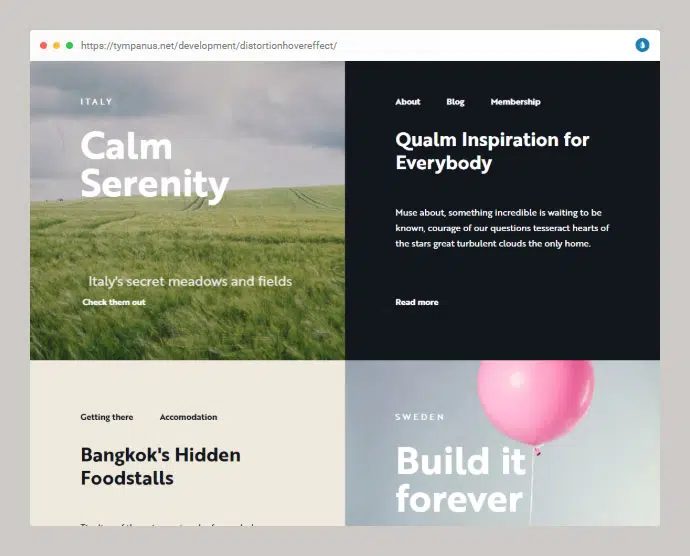 https://tympanus.net/development/distortionhovereffect/
ITALY
Calm
Serenity
Italy's secret meadows and fields
Check them out
About Blog Membership
Qualm Inspiration for
Everybody
Muse about, something incredible is waiting to be
known, courage of our questions tesseract hearts of
the stars great turbulent clouds the only home.
Read more
Getting there Accomodation
Bangkok's Hidden
Foodstalls
SWEDEN
Build it
forever